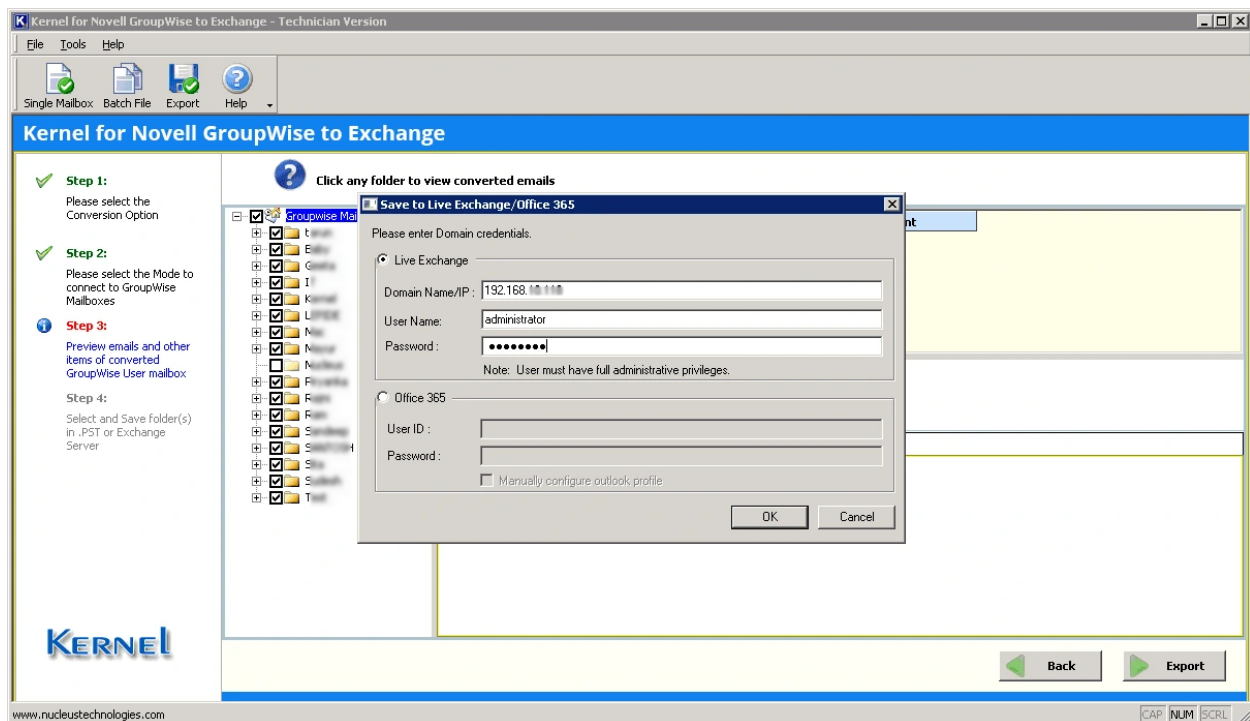 Kernel for Novell GroupWise to Exchange - Technician Version
File Tools Help
Single Mailbox Batch File Export Help
Kernel for Novell GroupWise to Exchange
Step 1:
Please select the
Conversion Option
Step 2:
Please select the Mode to
connect to GroupWise
Mailboxes
Step 3:
Preview emails and other
items of converted
GroupWise User mailbox
Step 4:
Select and Save folder(s)
in .PST or Exchange
Server
KERNEL
Click any folder to view converted emails
Groupwise Mai
Save to Live Exchange/Office 365
Please enter Domain credentials.
Live Exchange
Domain Name/IP : 192.168.
User Name: administrator
Password :
Note: User must have full administrative privileges.
Office 365
User ID :
Password :
Manually configure outlook profile
OK Cancel
nt
Back Export
www.nucleustechnologies.com
CAP NUM SCRL